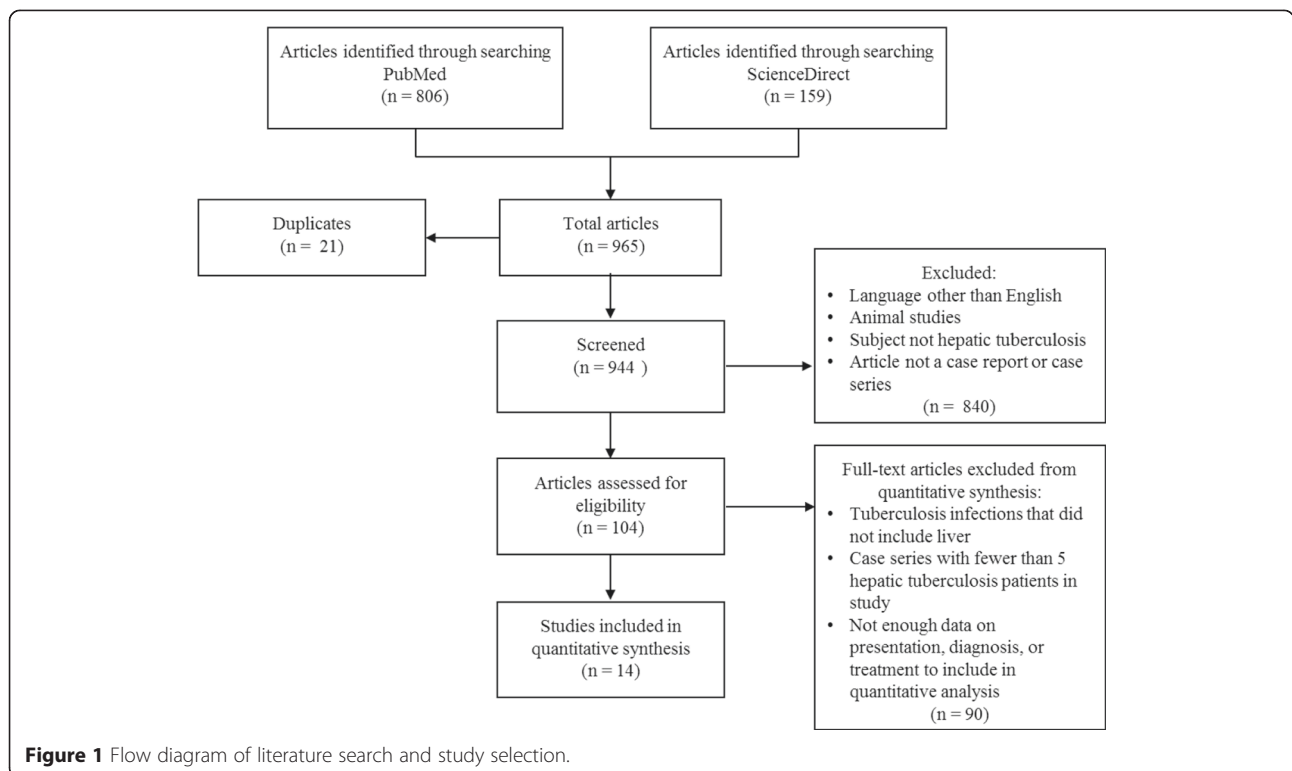 Articles identified through searching
PubMed
(n = 806)
Articles identified through searching
ScienceDirect
(n = 159)
Duplicates
(n = 21)
Total articles
(n = 965)
Screened
(n = 944 )
Excluded:
• Language other than English
• Animal studies
• Subject not hepatic tuberculosis
• Article not a case report or case
series
(n = 840)
Articles assessed for
eligibility
(n = 104)
Full-text articles excluded from
quantitative synthesis:
• Tuberculosis infections that did
not include liver
• Case series with fewer than 5
hepatic tuberculosis patients in
study
• Not enough data on
presentation, diagnosis, or
treatment to include in
quantitative analysis
(n = 90)
Studies included in
quantitative synthesis
(n = 14)
Figure 1 Flow diagram of literature search and study selection.